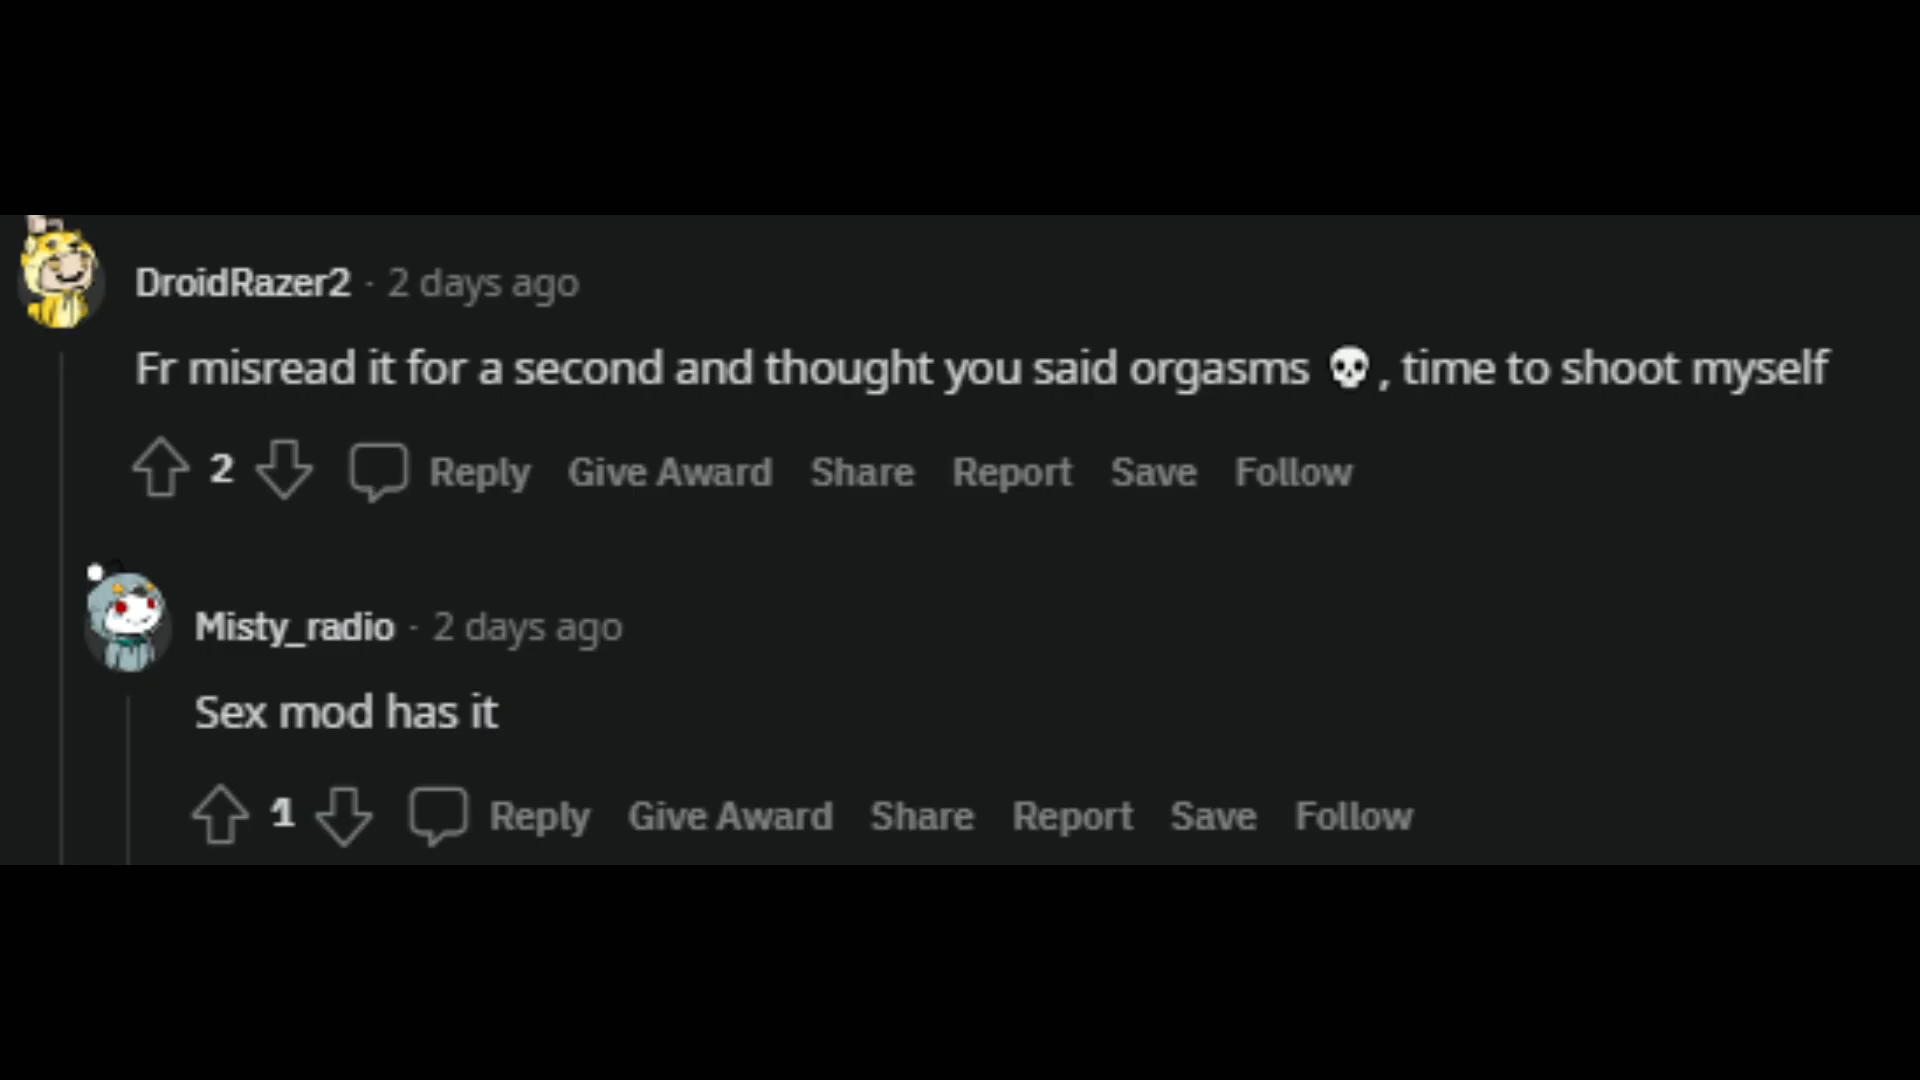 DroidRazer2 · 2 days ago
Fr misread it for a second and thought you said orgasms 💀, time to shoot myself
2 Reply Give Award Share Report Save Follow
Misty_radio · 2 days ago
Sex mod has it
1 Reply Give Award Share Report Save Follow